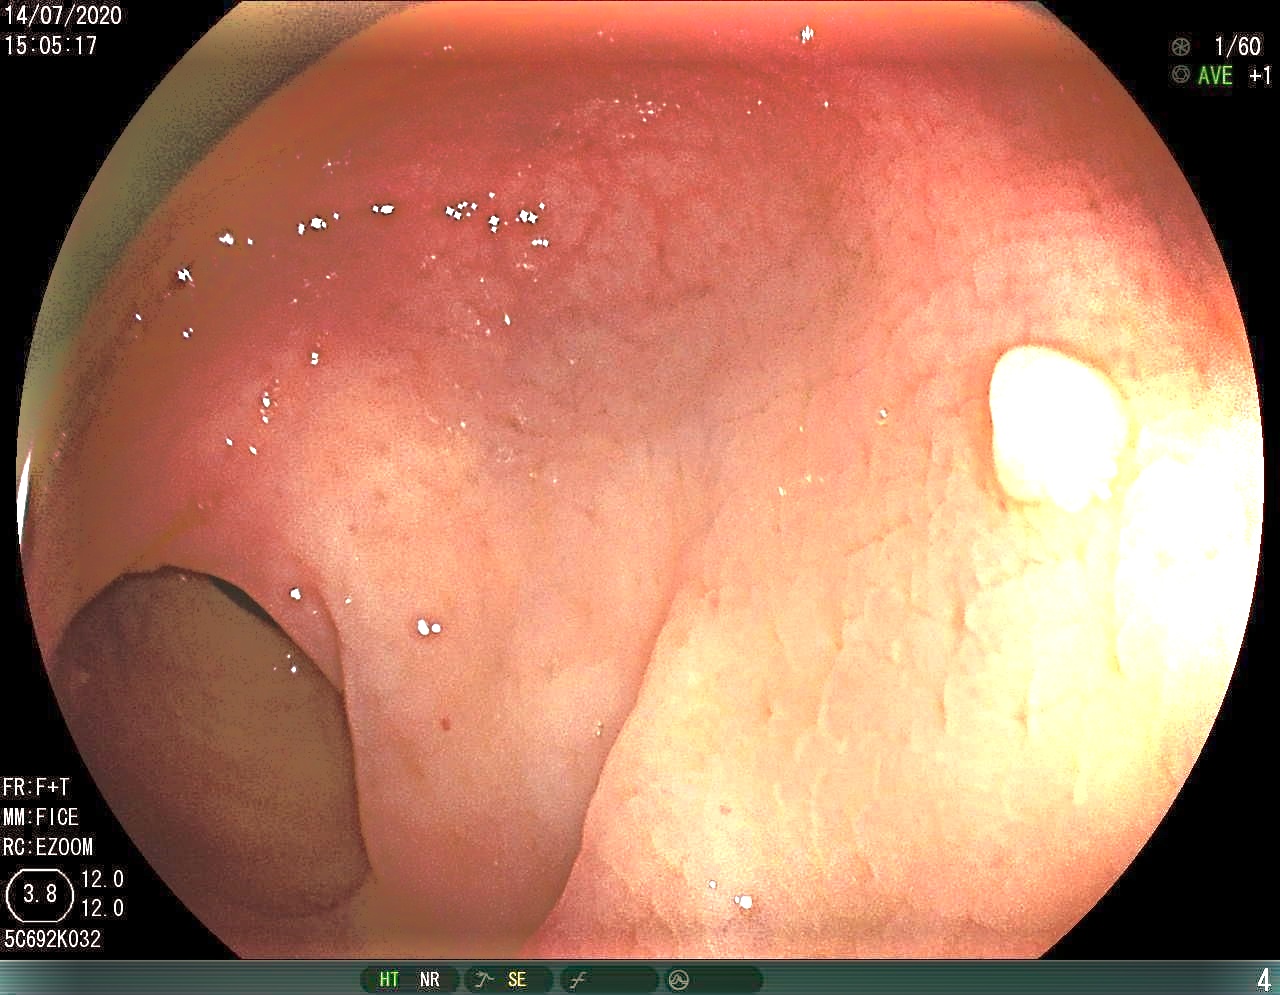 14/07/2020
15:05:17
1/60
AVE +1
FR:F+T
MM:FICE
RC:EZOOM
3.8 12.0
12.0
5C692K032
HT NR SE
4